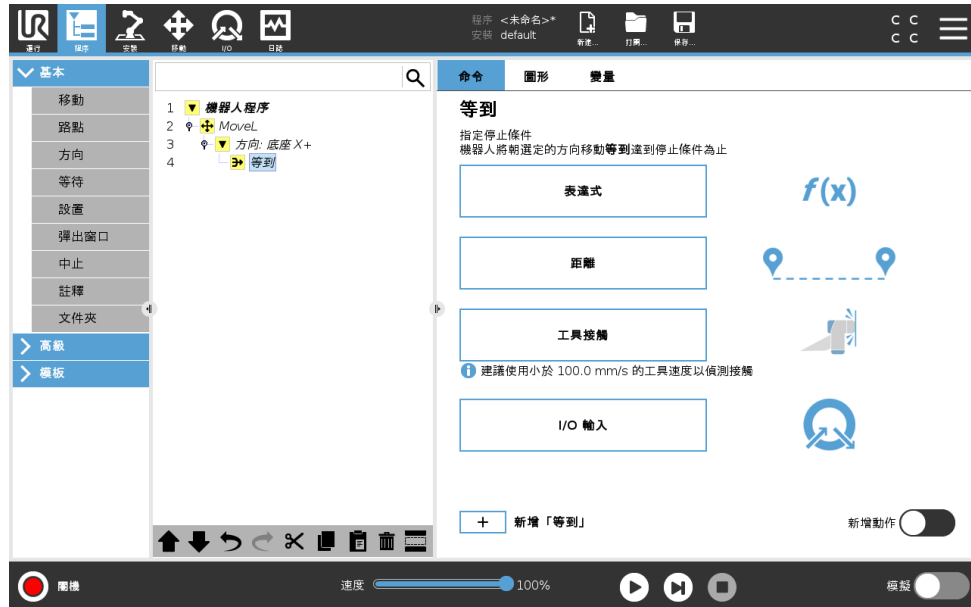 程序 <未命名>*
安裝 default
C C
C C
運行
程序
安裝
移動
I/O
日誌
新建...
打開...
保存...
基本
移動
路點
方向
等待
設置
彈出窗口
中止
註釋
文件夾
高級
模板
1 機器人程序
2 MoveL
3 方向: 底座 X+
4 等到
命令 圖形 變量
等到
指定停止條件
機器人將朝選定的方向移動等到達到停止條件為止
表達式
f(x)
距離
工具接觸
建議使用小於 100.0 mm/s 的工具速度以偵測接觸
I/O 輸入
+ 新增「等到」
新增動作
關機
速度 100%
模擬